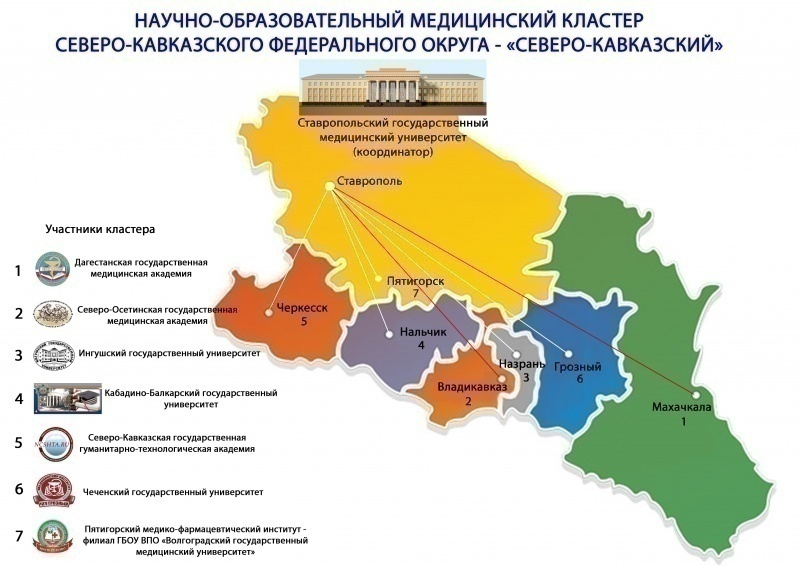 НАУЧНО-ОБРАЗОВАТЕЛЬНЫЙ МЕДИЦИНСКИЙ КЛАСТЕР
СЕВЕРО-КАВКАЗСКОГО ФЕДЕРАЛЬНОГО ОКРУГА - «СЕВЕРО-КАВКАЗСКИЙ»
Ставропольский государственный
медицинский университет
(координатор)
Ставрополь
Пятигорск
7
Черкесск
5
Нальчик
4
Владикавказ
2
Назрань
3
Грозный
6
Махачкала
1
Участники кластера
1
Дагестанская государственная
медицинская академия
2
Северо-Осетинская государственная
медицинская академия
3
Ингушский государственный университет
4
Кабадино-Балкарский государственный
университет
5
NCSHTA.RU
Северо-Кавказская государственная
гуманитарно-технологическая академия
6
Чеченский государственный университет
7
Пятигорский медико-фармацевтический институт -
филиал ГБОУ ВПО «Волгоградский государственный
медицинский университет»